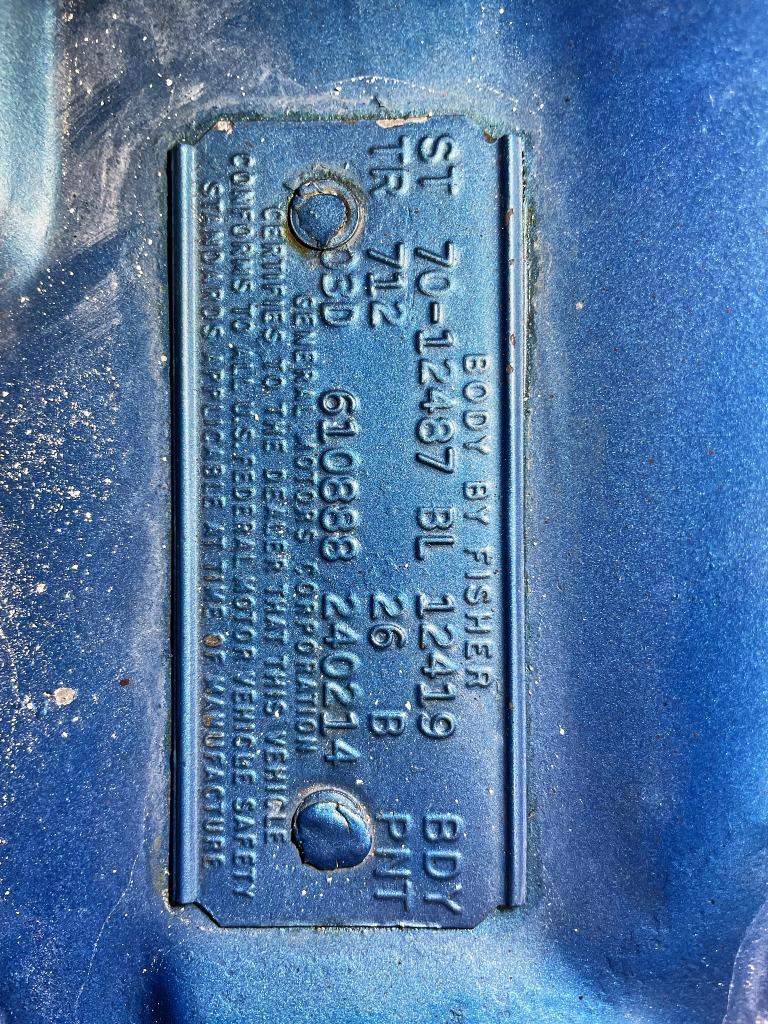 BODY BY FISHER
ST 70-12487 BL 12419 BDY
TR 712 26 B PNT
03D 610888 240214
GENERAL MOTORS CORPORATION
CERTIFIES TO THE DEALER THAT THIS VEHICLE
CONFORMS TO ALL U.S. FEDERAL MOTOR VEHICLE SAFETY
STANDARDS APPLICABLE AT TIME OF MANUFACTURE